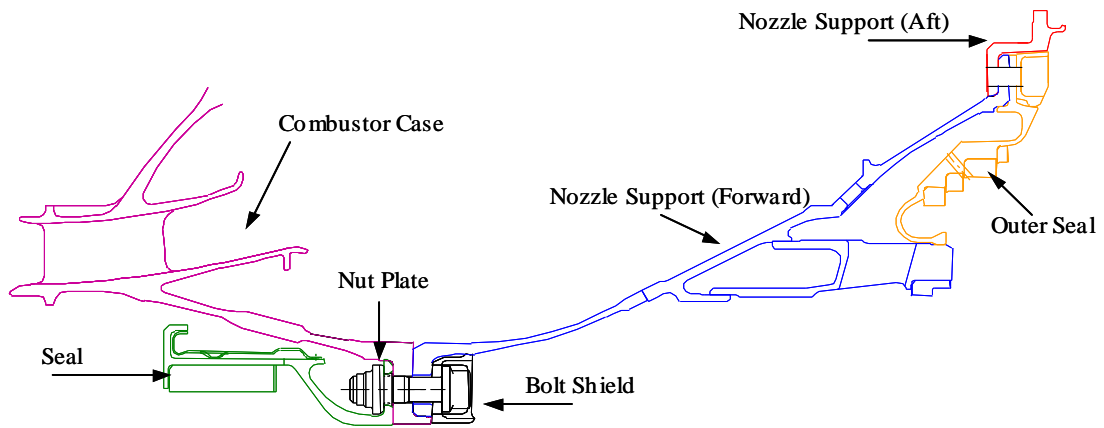 Nozzle Support (Aft)
Combustor Case
Nozzle Support (Forward)
Outer Seal
Nut Plate
Seal
Bolt Shield